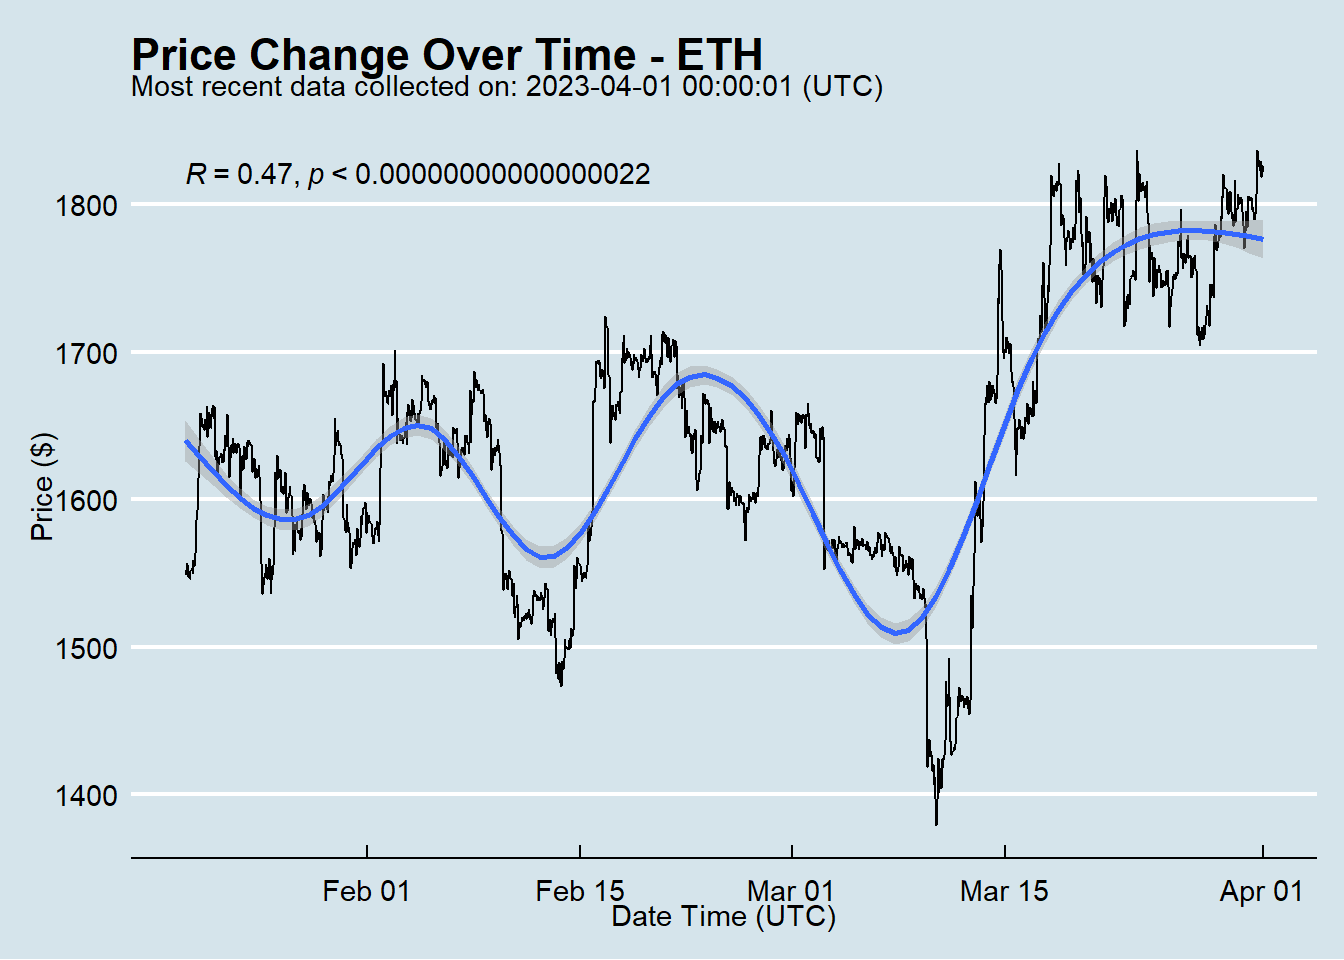 Price Change Over Time - ETH
Most recent data collected on: 2023-04-01 00:00:01 (UTC)
R = 0.47, p < 0.00000000000000022
1800
1700
1600
1500
1400
Price ($)
Feb 01
Feb 15
Mar 01
Mar 15
Apr 01
Date Time (UTC)